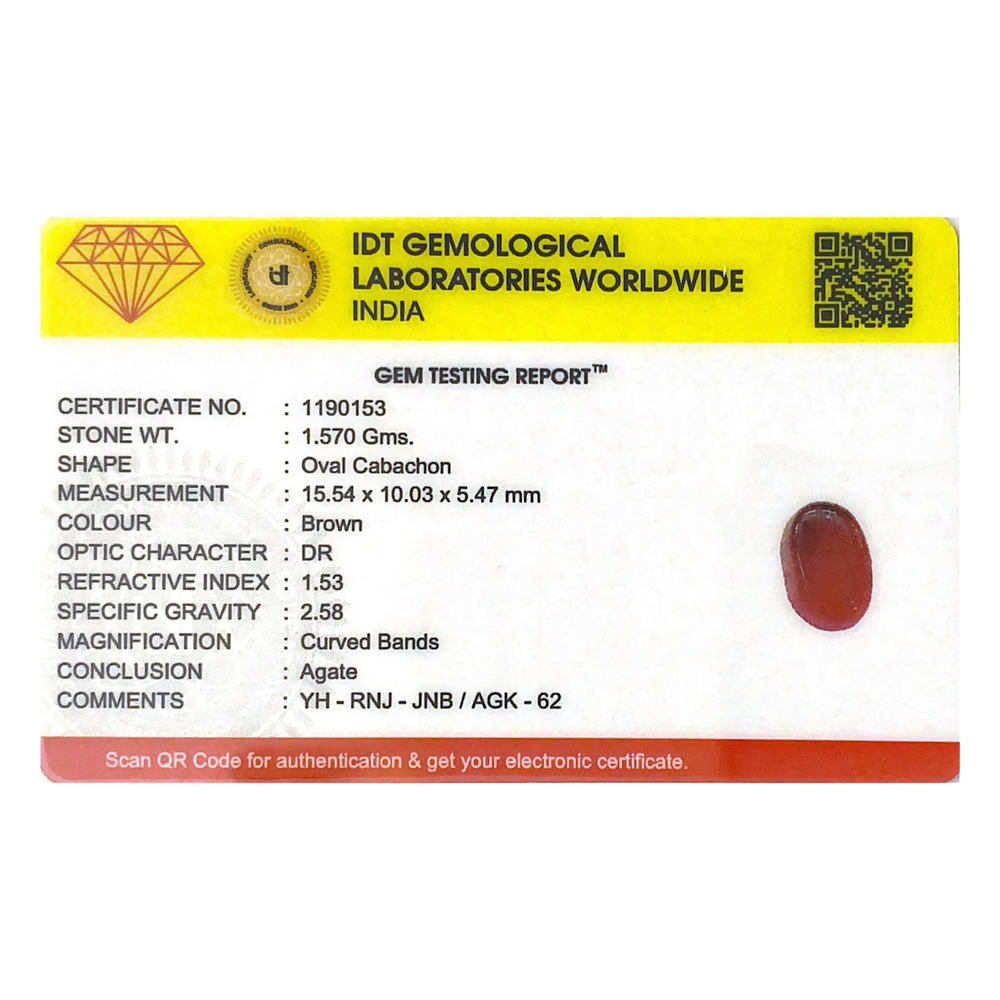 IDT GEMOLOGICAL
LABORATORIES WORLDWIDE
INDIA
CONSULTANCY
EDUCATION
LABORATORY
GEM TESTING REPORT™
CERTIFICATE NO. : 1190153
STONE WT. : 1.570 Gms.
SHAPE : Oval Cabachon
MEASUREMENT : 15.54 x 10.03 x 5.47 mm
COLOUR : Brown
OPTIC CHARACTER : DR
REFRACTIVE INDEX : 1.53
SPECIFIC GRAVITY : 2.58
MAGNIFICATION : Curved Bands
CONCLUSION : Agate
COMMENTS : YH - RNJ - JNB / AGK - 62
Scan QR Code for authentication & get your electronic certificate.